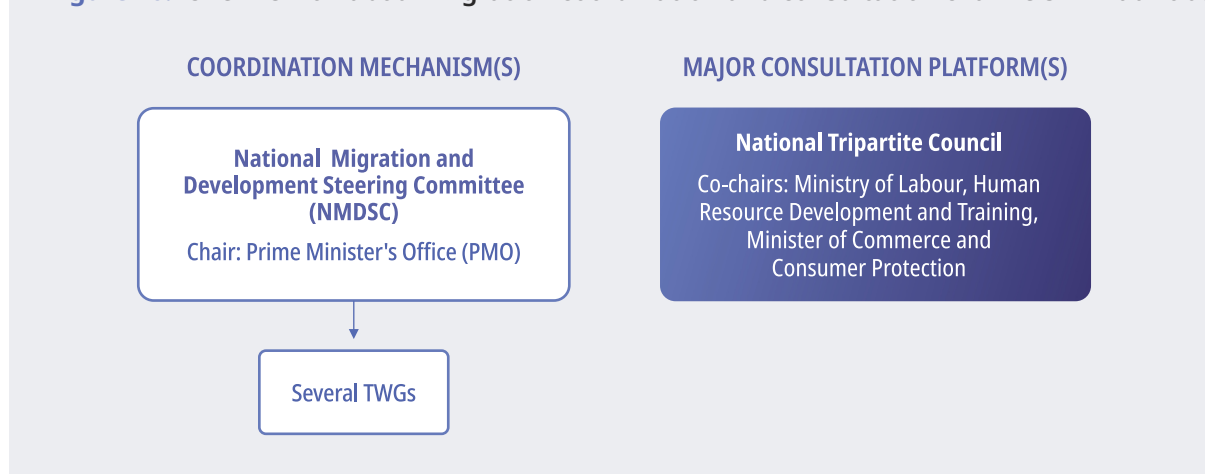 COORDINATION MECHANISM(S)
National Migration and
Development Steering Committee
(NMDSC)
Chair: Prime Minister's Office (PMO)
Several TWGs
MAJOR CONSULTATION PLATFORM(S)
National Tripartite Council
Co-chairs: Ministry of Labour, Human
Resource Development and Training,
Minister of Commerce and
Consumer Protection